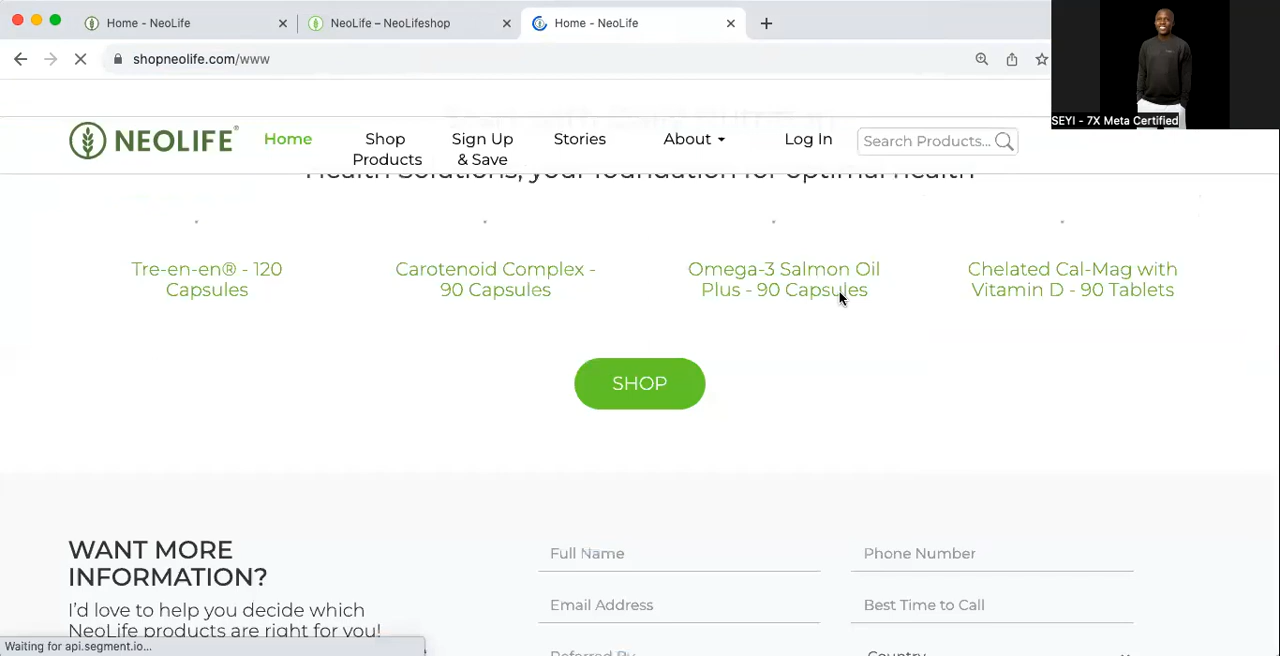 Home - NeoLife
NeoLife – NeoLifeshop
Home - NeoLife
shopneolife.com/www
SEYI - 7X Meta Certified
NEOLIFE®
Home
Shop
Products
Sign Up
& Save
Stories
About
Log In
Search Products...
Health Solutions, your foundation for optimal health
Tre-en-en® - 120
Capsules
Carotenoid Complex -
90 Capsules
Omega-3 Salmon Oil
Plus - 90 Capsules
Chelated Cal-Mag with
Vitamin D - 90 Tablets
SHOP
WANT MORE
INFORMATION?
I'd love to help you decide which
NeoLife products are right for you!
Full Name
Phone Number
Email Address
Best Time to Call
Referred By
Country
Waiting for api.segment.io...